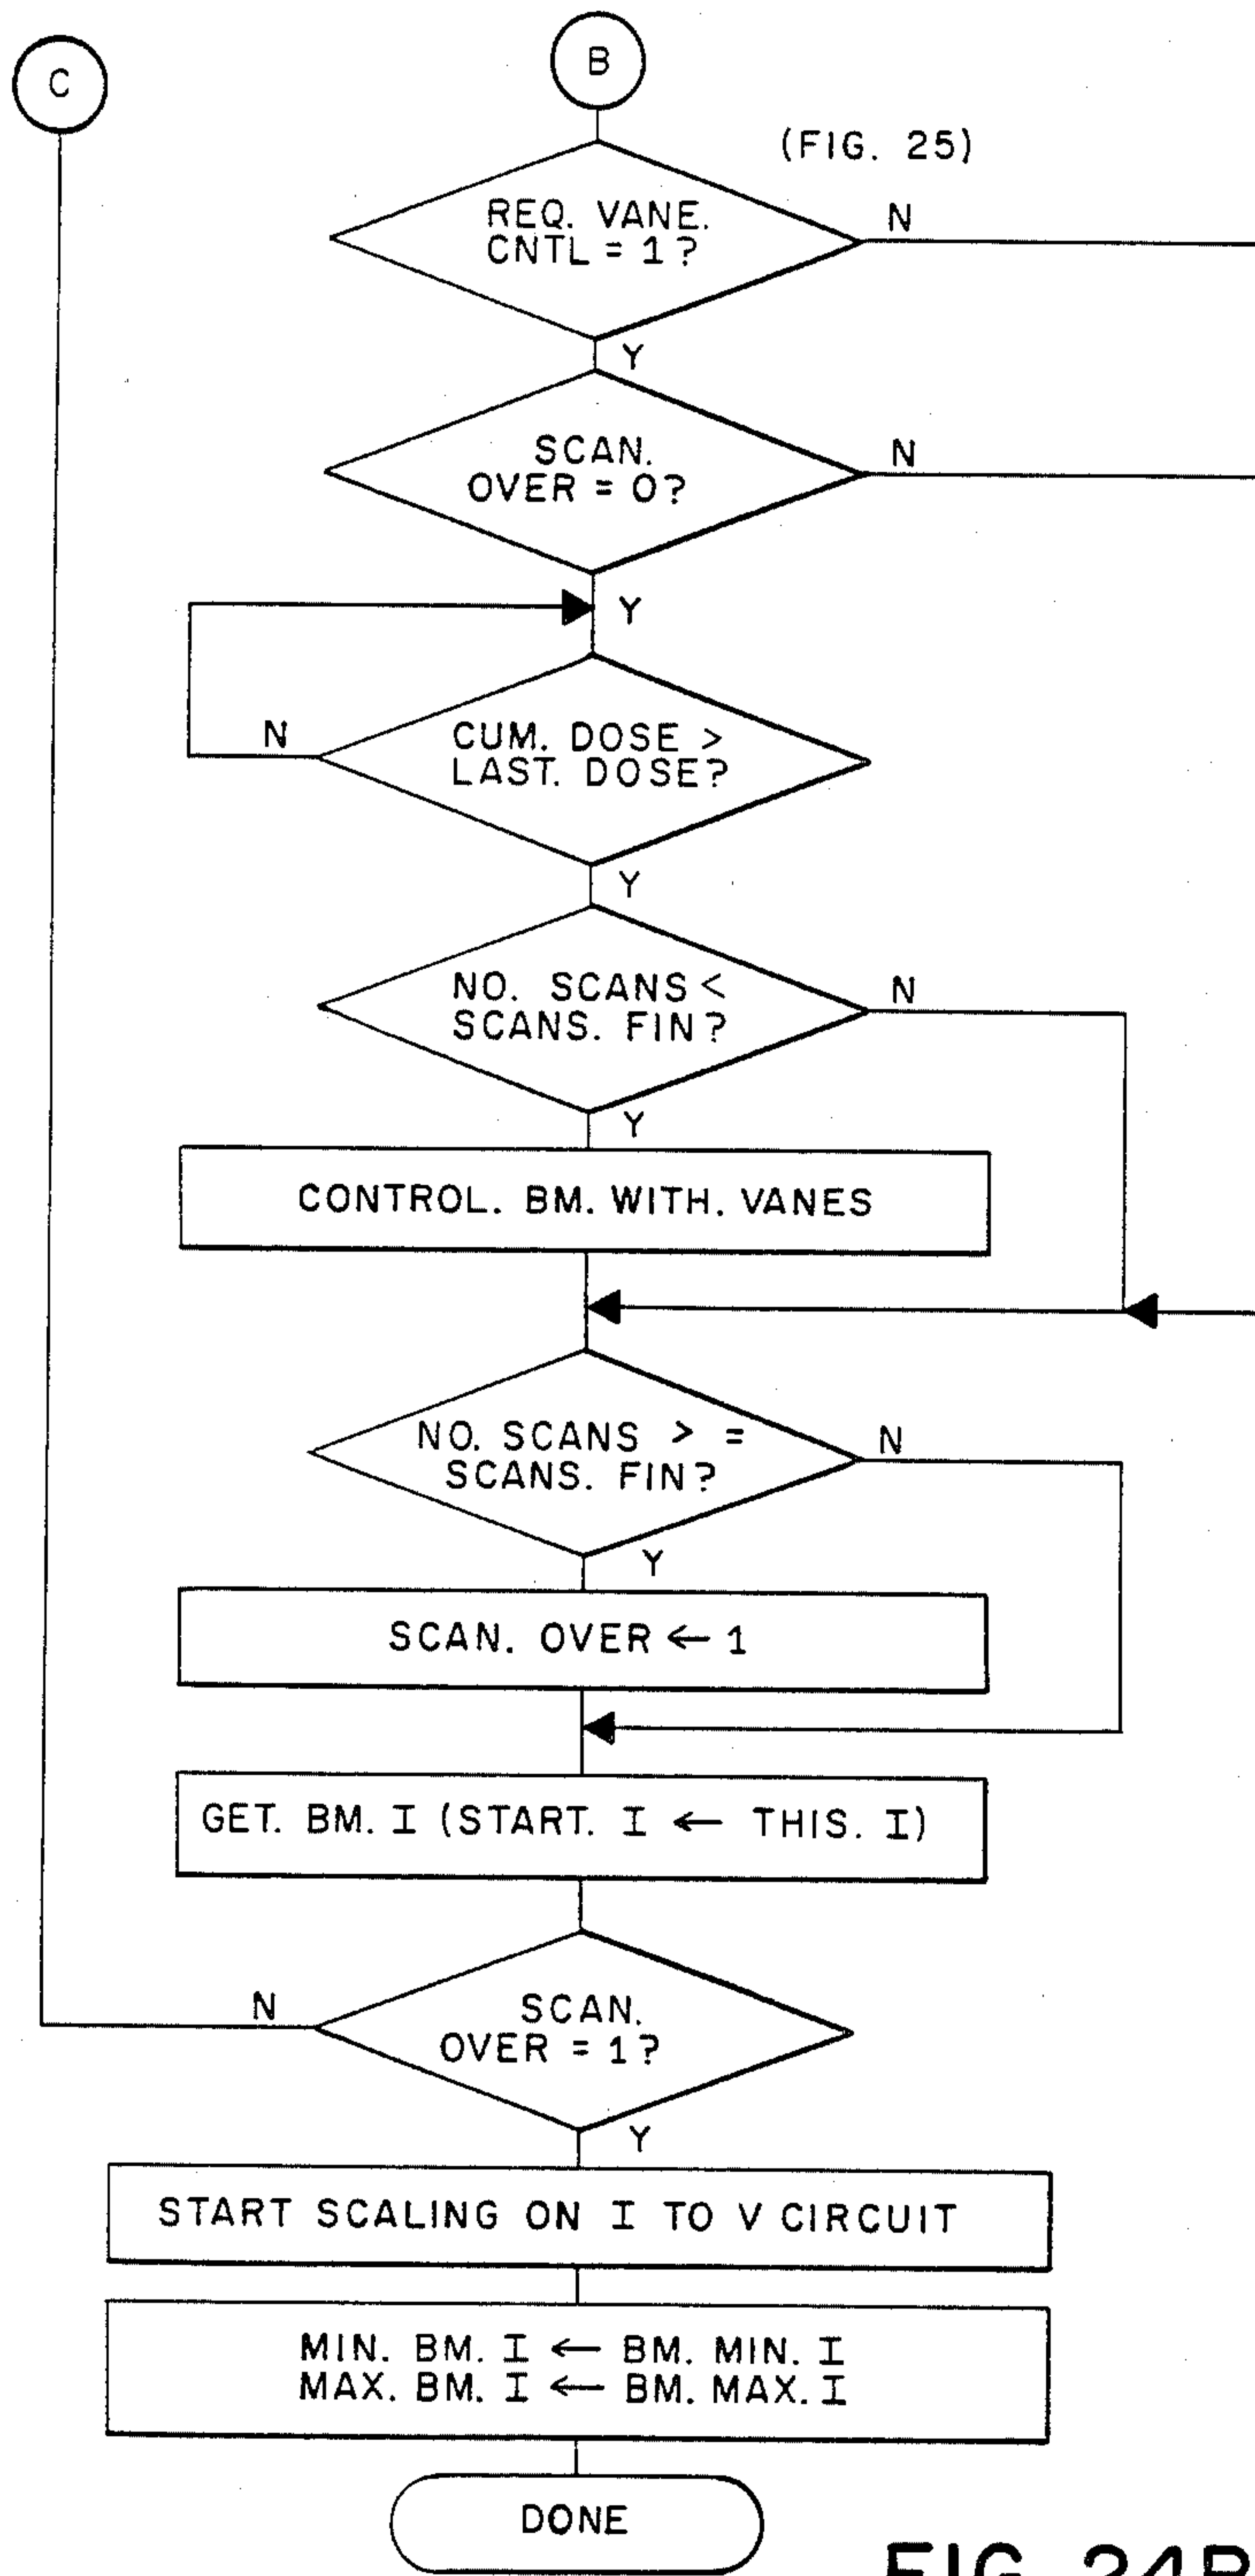 C
B
(FIG. 25)
REQ. VANE.
CNTL = 1?
N
Y
SCAN.
OVER = 0?
N
Y
N
CUM. DOSE >
LAST. DOSE?
Y
NO. SCANS <
SCANS. FIN?
N
Y
CONTROL. BM. WITH. VANES
NO. SCANS > =
SCANS. FIN?
N
Y
SCAN. OVER ← 1
GET. BM. I (START. I ← THIS. I)
N
SCAN.
OVER = 1?
Y
START SCALING ON I TO V CIRCUIT
MIN. BM. I ← BM. MIN. I
MAX. BM. I ← BM. MAX. I
DONE
FIG. 24B